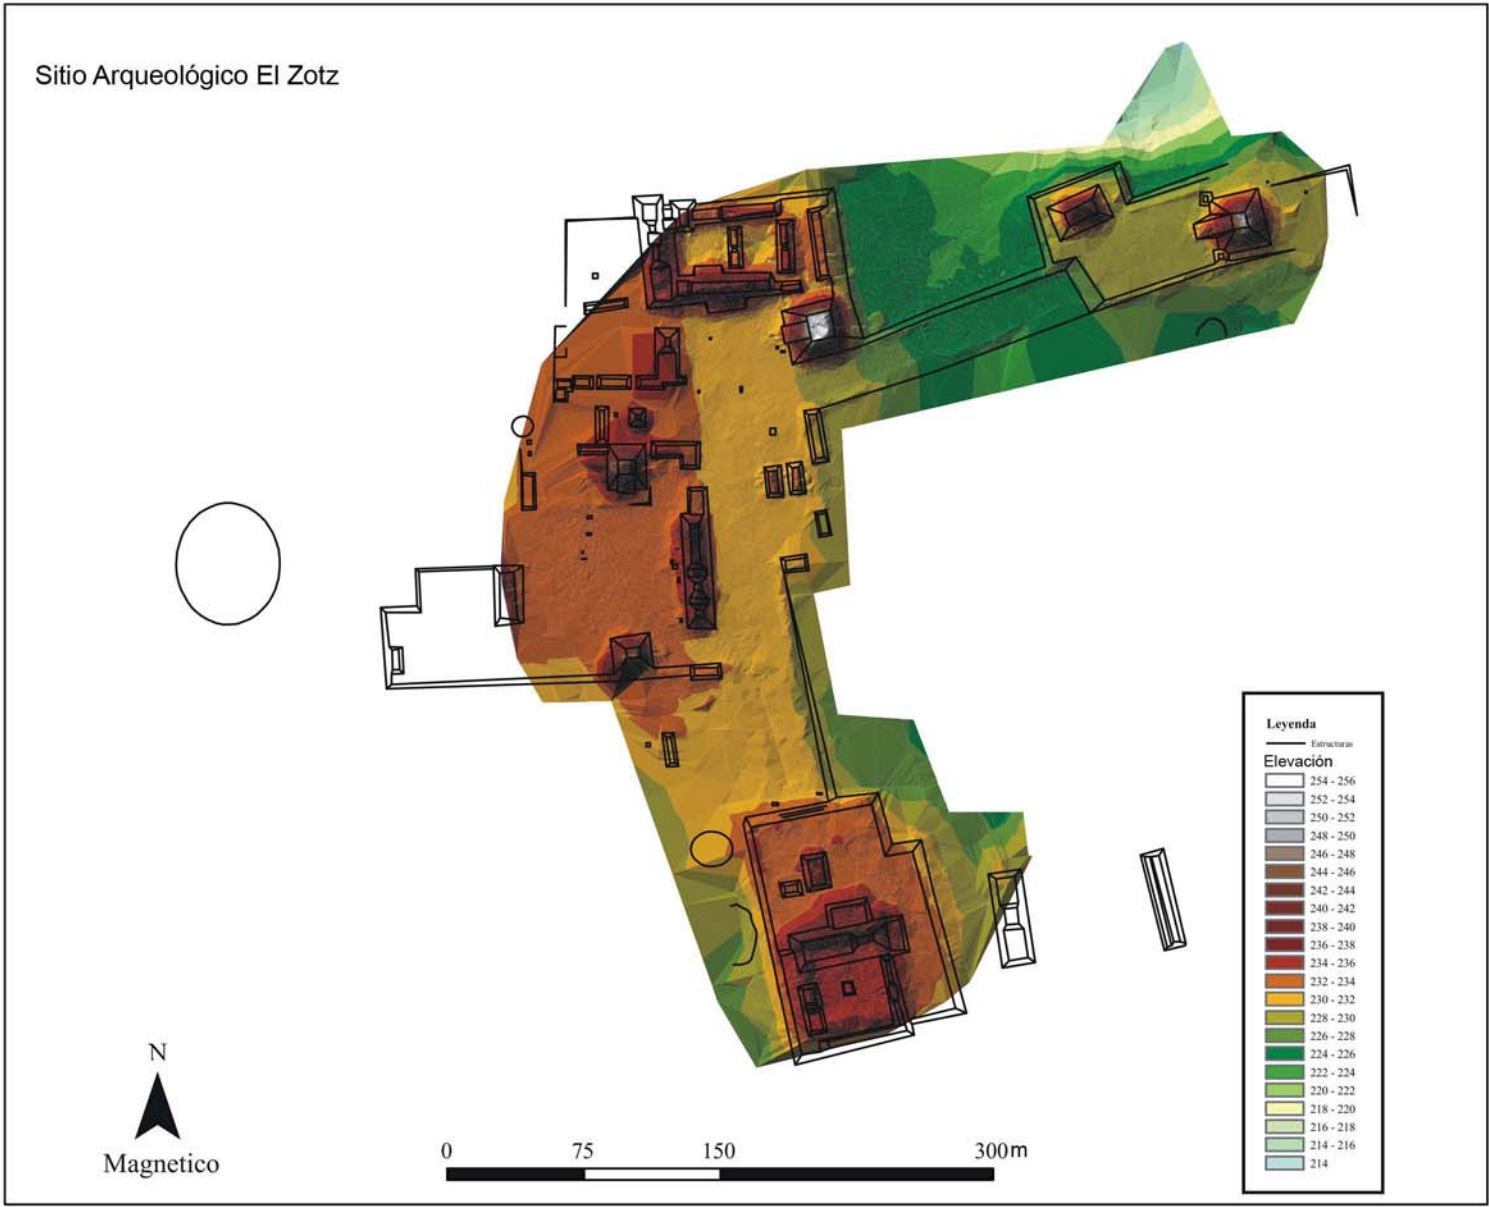 Sitio Arqueológico El Zotz
Leyenda
Estructuras
Elevación
254 - 256
252 - 254
250 - 252
248 - 250
246 - 248
244 - 246
242 - 244
240 - 242
238 - 240
236 - 238
234 - 236
232 - 234
230 - 232
228 - 230
226 - 228
224 - 226
222 - 224
220 - 222
218 - 220
216 - 218
214 - 216
214
N
Magnetico
0 75 150 300m